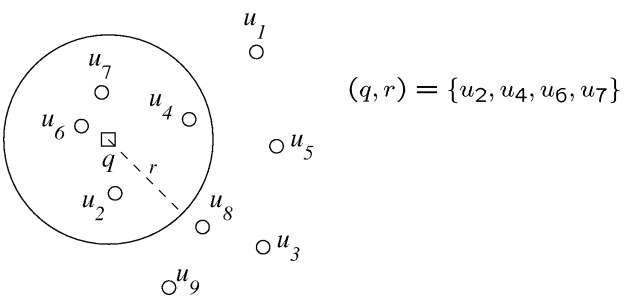 u1
u7
(q, r) = {u2, u4, u6, u7}
u4
u6
u5
q
r
u2
u8
u3
u9